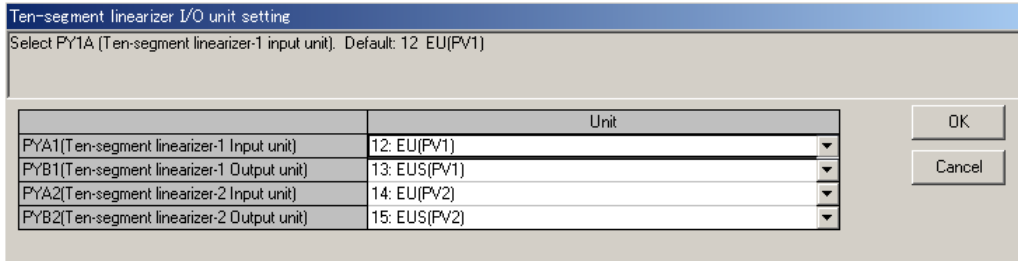 Ten-segment linearizer I/O unit setting
Select PY1A (Ten-segment linearizer-1 input unit).  Default: 12  EU(PV1)
Unit
PYA1(Ten-segment linearizer-1 Input unit) 12: EU(PV1)
PYB1(Ten-segment linearizer-1 Output unit) 13: EUS(PV1)
PYA2(Ten-segment linearizer-2 Input unit) 14: EU(PV2)
PYB2(Ten-segment linearizer-2 Output unit) 15: EUS(PV2)
OK
Cancel